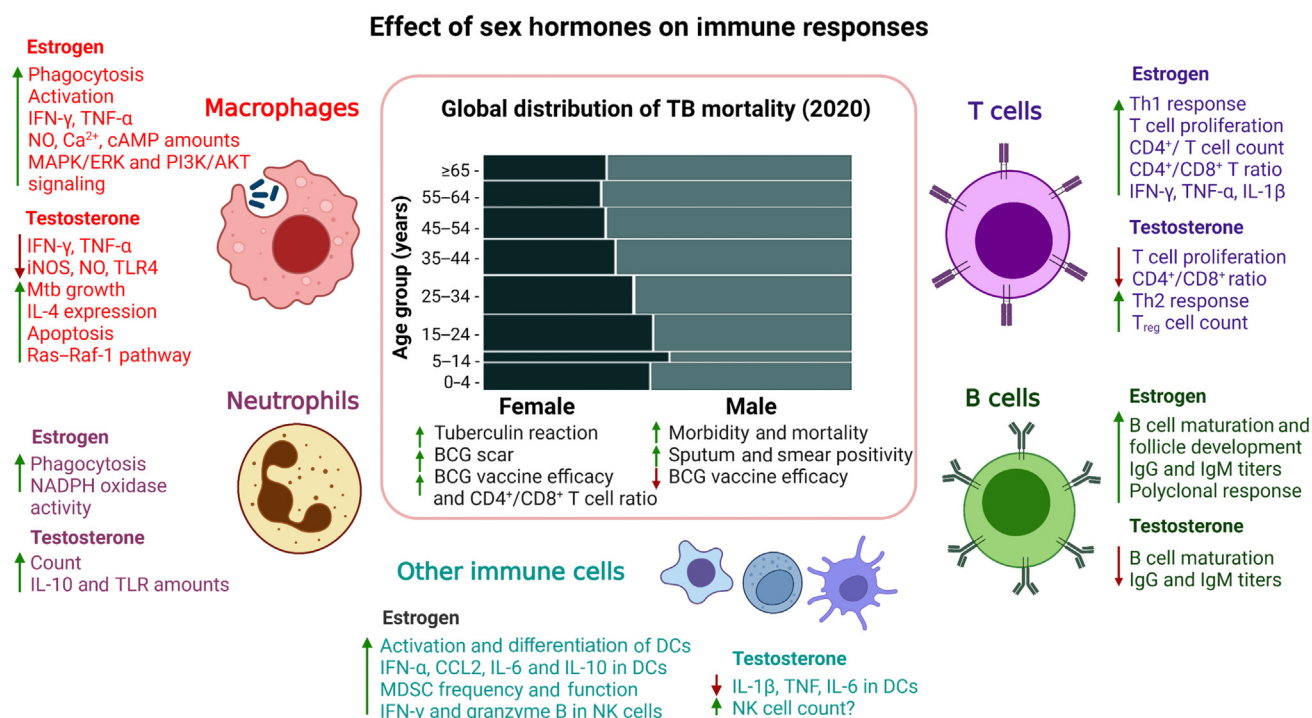 Effect of sex hormones on immune responses
Estrogen
Phagocytosis
Activation
IFN-γ, TNF-α
NO, Ca²⁺, cAMP amounts
MAPK/ERK and PI3K/AKT
signaling
Testosterone
IFN-γ, TNF-α
iNOS, NO, TLR4
Mtb growth
IL-4 expression
Apoptosis
Ras–Raf-1 pathway
Macrophages
Neutrophils
Estrogen
Phagocytosis
NADPH oxidase
activity
Testosterone
Count
IL-10 and TLR amounts
Global distribution of TB mortality (2020)
Age group (years)
≥65
55–64
45–54
35–44
25–34
15–24
5–14
0–4
Female
Tuberculin reaction
BCG scar
BCG vaccine efficacy
and CD4⁺/CD8⁺ T cell ratio
Male
Morbidity and mortality
Sputum and smear positivity
BCG vaccine efficacy
T cells
Estrogen
Th1 response
T cell proliferation
CD4⁺/ T cell count
CD4⁺/CD8⁺ T ratio
IFN-γ, TNF-α, IL-1β
Testosterone
T cell proliferation
CD4⁺/CD8⁺ ratio
Th2 response
Treg cell count
B cells
Estrogen
B cell maturation and
follicle development
IgG and IgM titers
Polyclonal response
Testosterone
B cell maturation
IgG and IgM titers
Other immune cells
Estrogen
Activation and differentiation of DCs
IFN-α, CCL2, IL-6 and IL-10 in DCs
MDSC frequency and function
IFN-γ and granzyme B in NK cells
Testosterone
IL-1β, TNF, IL-6 in DCs
NK cell count?